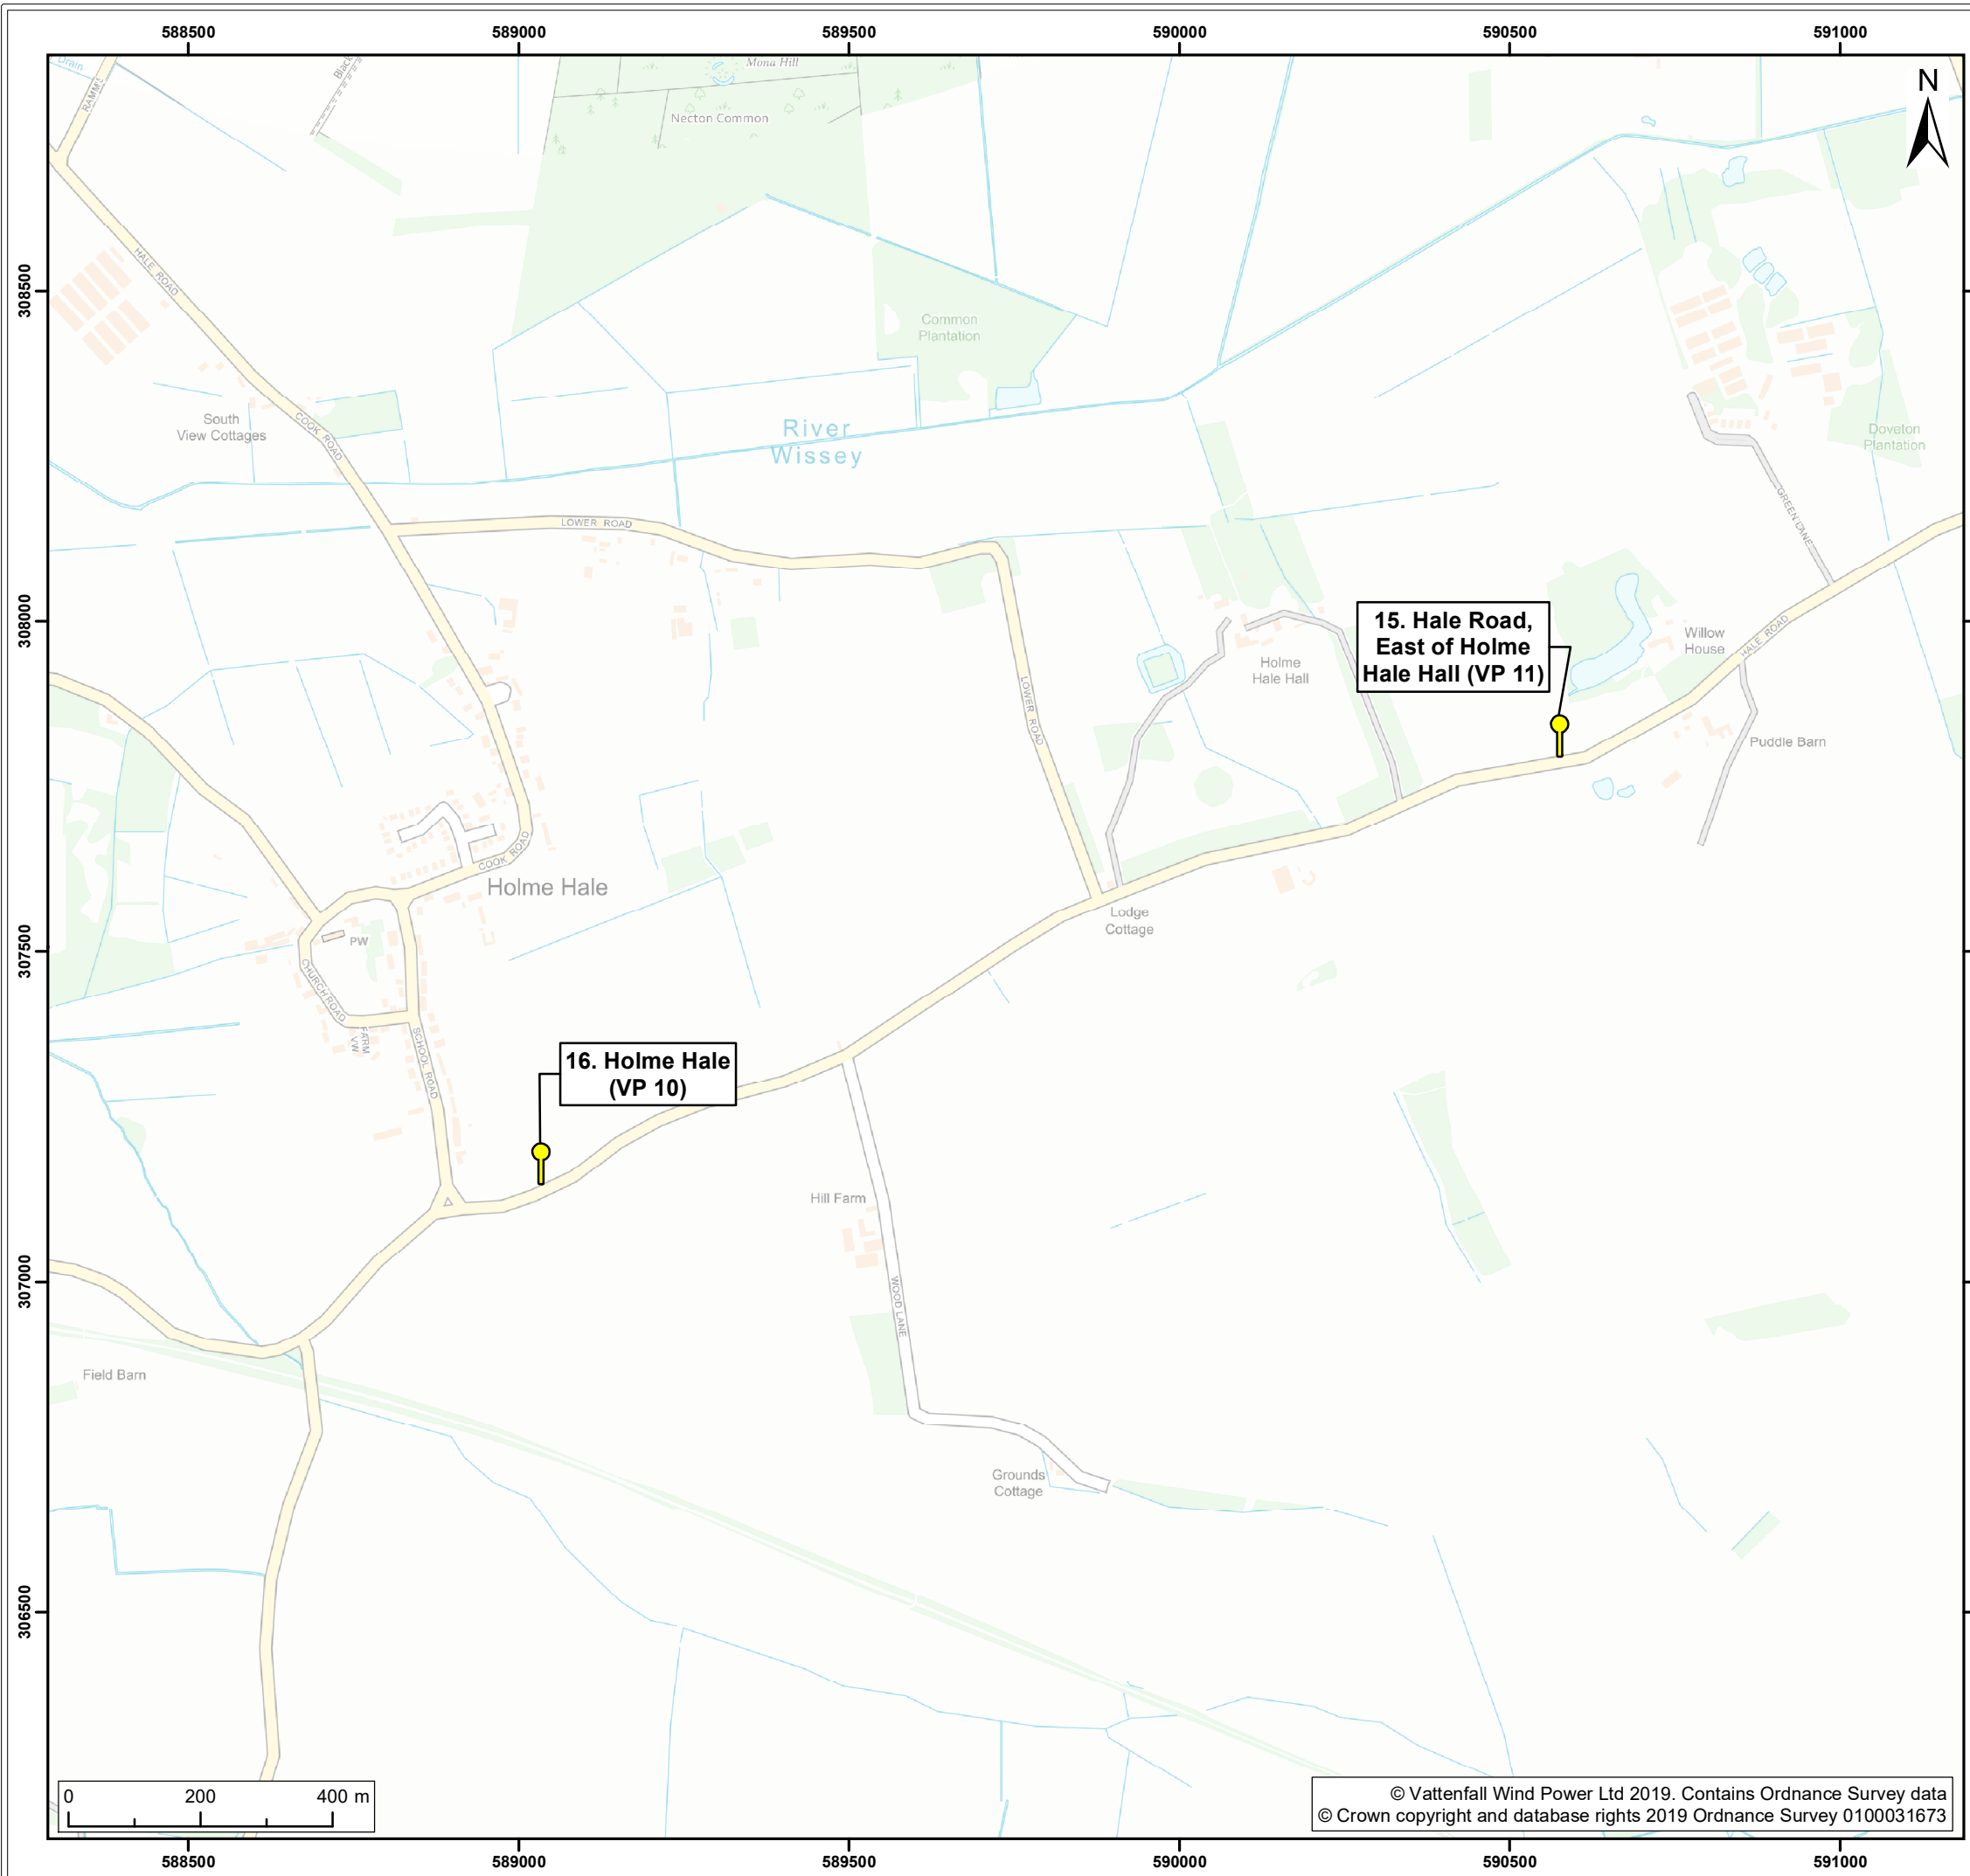 588500
589000
589500
590000
590500
591000
N
Drain
Mona Hill
Necton Common
308500
HALE ROAD
Common
Plantation
South
View Cottages
COOK ROAD
River
Wissey
Doveton
Plantation
GREEN LANE
LOWER ROAD
308000
15. Hale Road,
East of Holme
Hale Hall (VP 11)
Willow
House
HALE ROAD
Holme
Hale Hall
LOWER ROAD
Puddle Barn
COOK ROAD
Holme Hale
Lodge
Cottage
PW
307500
CHURCH ROAD
FARM
VW
SCHOOL ROAD
16. Holme Hale
(VP 10)
Hill Farm
307000
WOOD LANE
Field Barn
Grounds
Cottage
306500
0 200 400 m
© Vattenfall Wind Power Ltd 2019. Contains Ordnance Survey data
© Crown copyright and database rights 2019 Ordnance Survey 0100031673
588500
589000
589500
590000
590500
591000